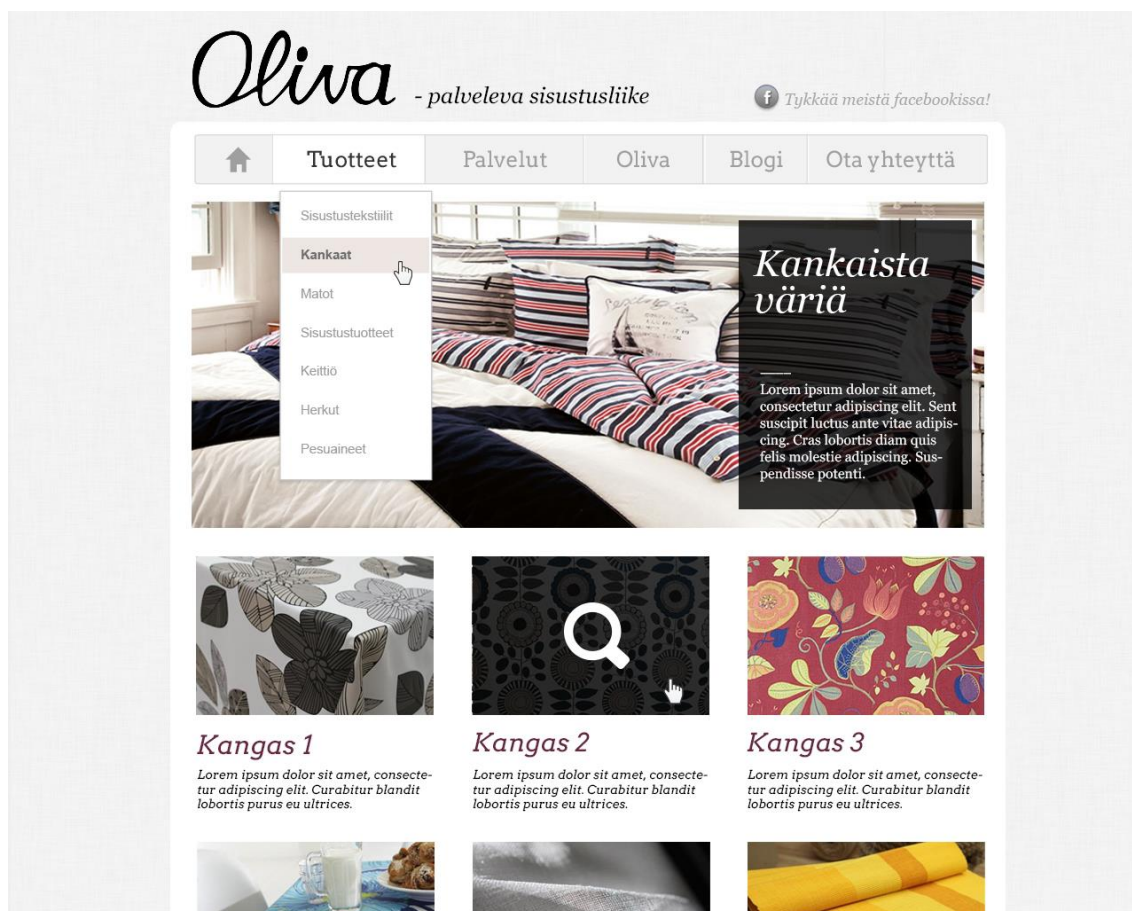 Oliva - palveleva sisustusliike
f Tykkää meistä facebookissa!
Tuotteet Palvelut Oliva Blogi Ota yhteyttä
Sisustustekstiilit
Kankaat
Matot
Sisustustuotteet
Keittiö
Herkut
Pesuaineet
Kankaista
väriä
Lorem ipsum dolor sit amet,
consectetur adipiscing elit. Sent
suscipit luctus ante vitae adipis-
cing. Cras lobortis diam quis
felis molestie adipiscing. Sus-
pendisse potenti.
Kangas 1
Lorem ipsum dolor sit amet, consecte-
tur adipiscing elit. Curabitur blandit
lobortis purus eu ultrices.
Kangas 2
Lorem ipsum dolor sit amet, consecte-
tur adipiscing elit. Curabitur blandit
lobortis purus eu ultrices.
Kangas 3
Lorem ipsum dolor sit amet, consecte-
tur adipiscing elit. Curabitur blandit
lobortis purus eu ultrices.